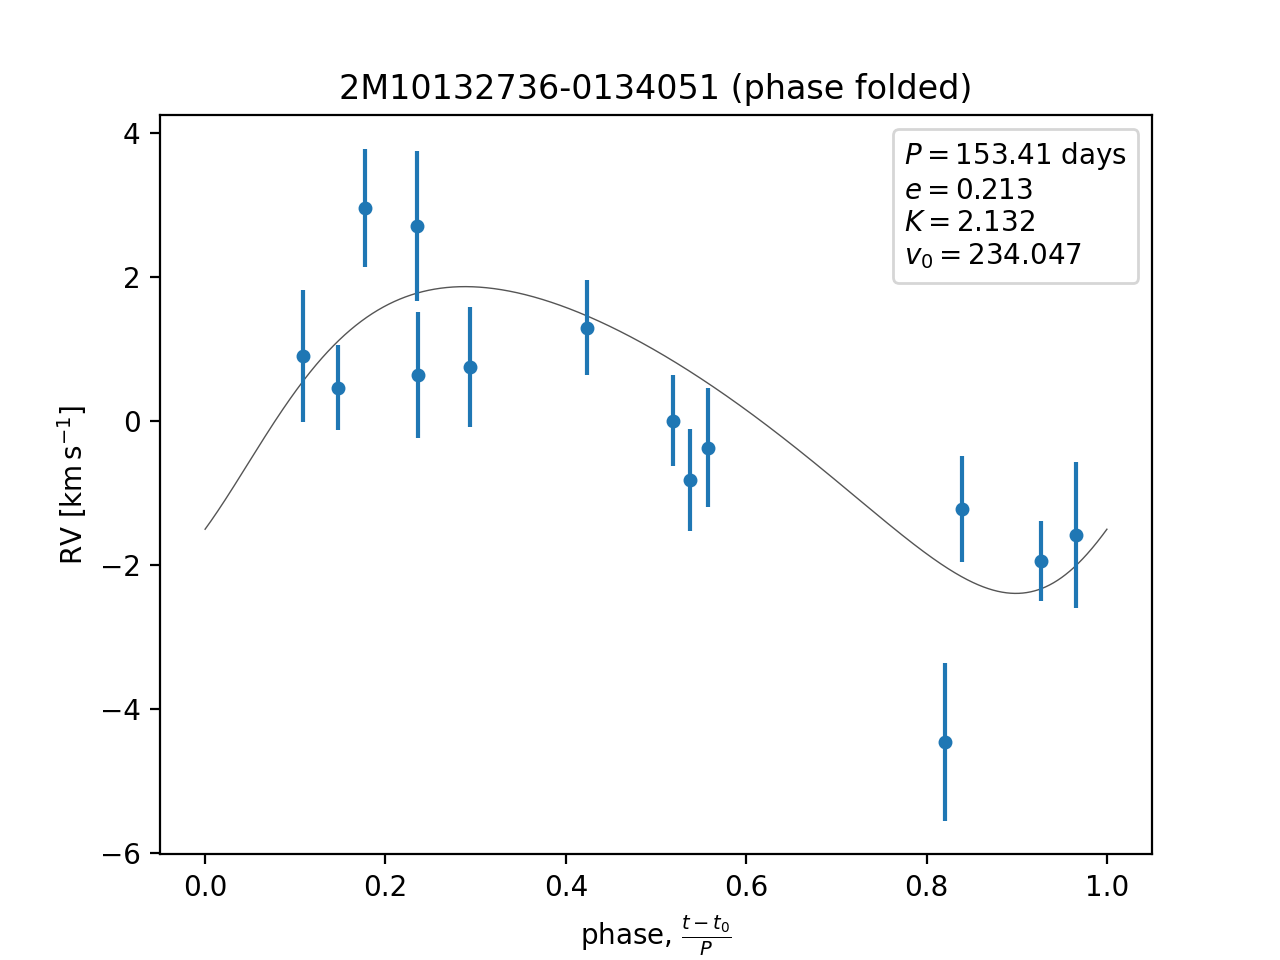 2M10132736-0134051 (phase folded)
P = 153.41 days
e = 0.213
K = 2.132
v₀ = 234.047
RV [km s⁻¹]
4
2
0
−2
−4
−6
0.0 0.2 0.4 0.6 0.8 1.0
phase, (t − t₀)/P